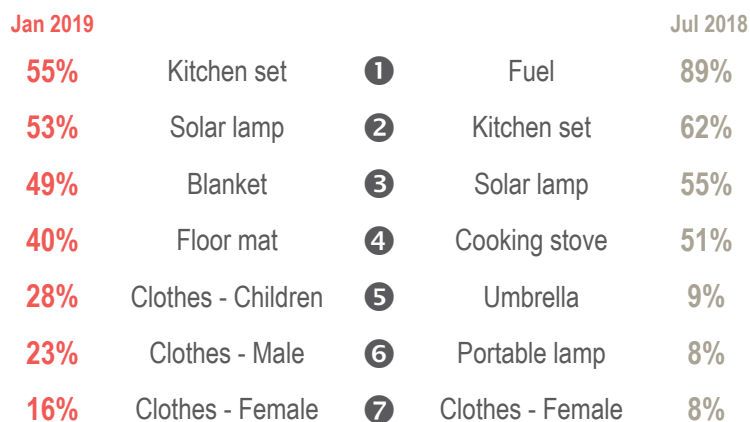 Jan 2019 Jul 2018
55% Kitchen set ❶ Fuel 89%
53% Solar lamp ❷ Kitchen set 62%
49% Blanket ❸ Solar lamp 55%
40% Floor mat ❹ Cooking stove 51%
28% Clothes - Children ❺ Umbrella 9%
23% Clothes - Male ❻ Portable lamp 8%
16% Clothes - Female ❼ Clothes - Female 8%